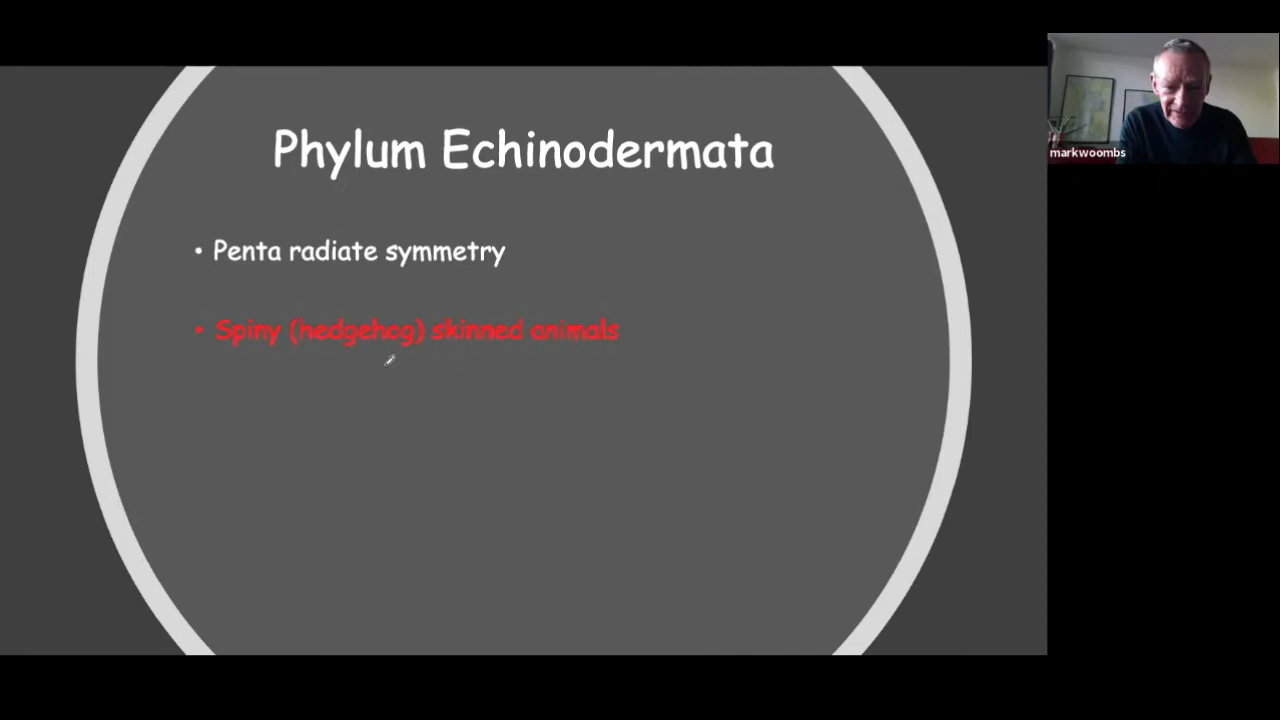 Phylum Echinodermata
• Penta radiate symmetry
• Spiny (hedgehog) skinned animals
markwoombs